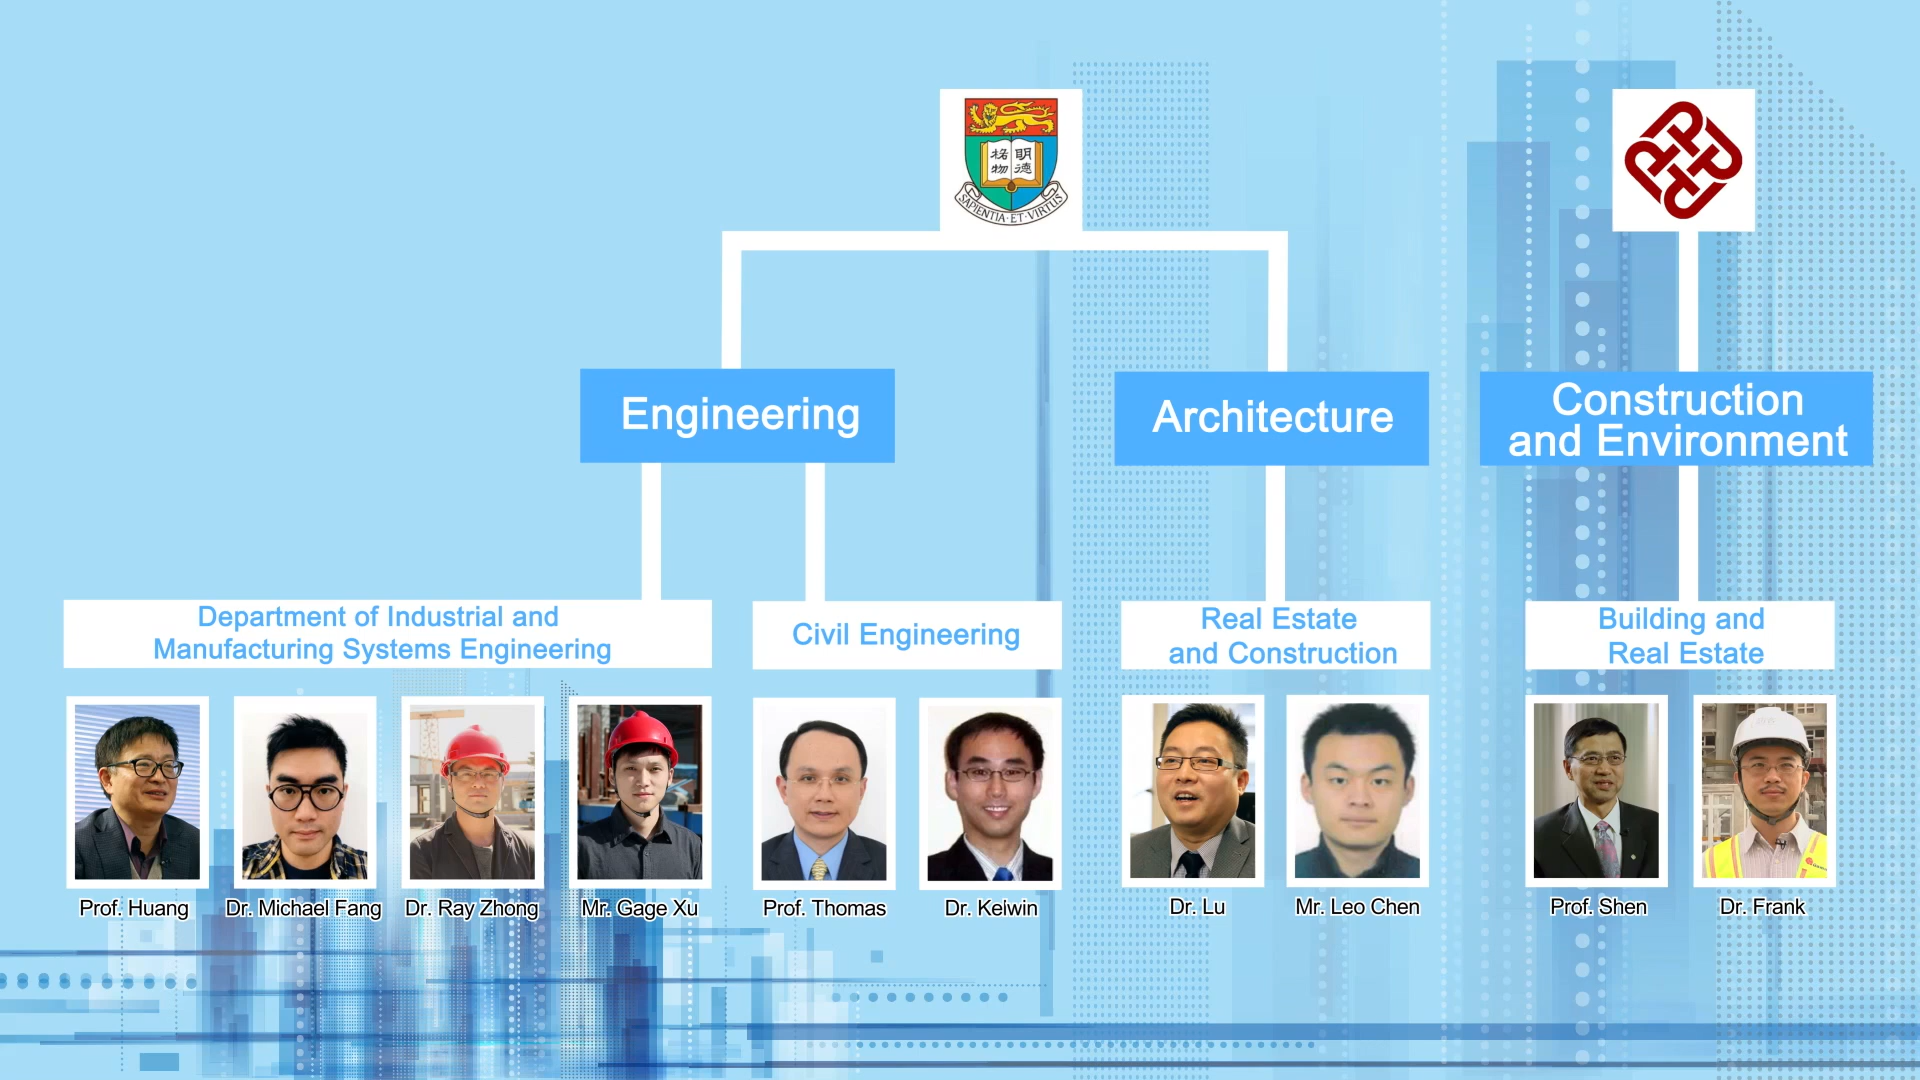 格物
明德
SAPIENTIA·ET·VIRTUS
Engineering
Architecture
Construction
and Environment
Department of Industrial and
Manufacturing Systems Engineering
Civil Engineering
Real Estate
and Construction
Building and
Real Estate
Prof. Huang
Dr. Michael Fang
Dr. Ray Zhong
Mr. Gage Xu
Prof. Thomas
Dr. Kelwin
Dr. Lu
Mr. Leo Chen
Prof. Shen
Dr. Frank